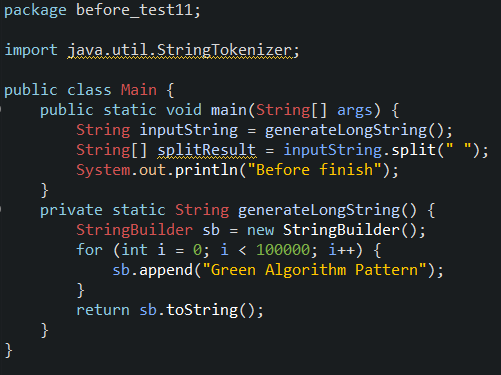 package before_test11;
import java.util.StringTokenizer;
public class Main {
    public static void main(String[] args) {
        String inputString = generateLongString();
        String[] splitResult = inputString.split(" ");
        System.out.println("Before finish");
    }
    private static String generateLongString() {
        StringBuilder sb = new StringBuilder();
        for (int i = 0; i < 100000; i++) {
            sb.append("Green Algorithm Pattern");
        }
        return sb.toString();
    }
}